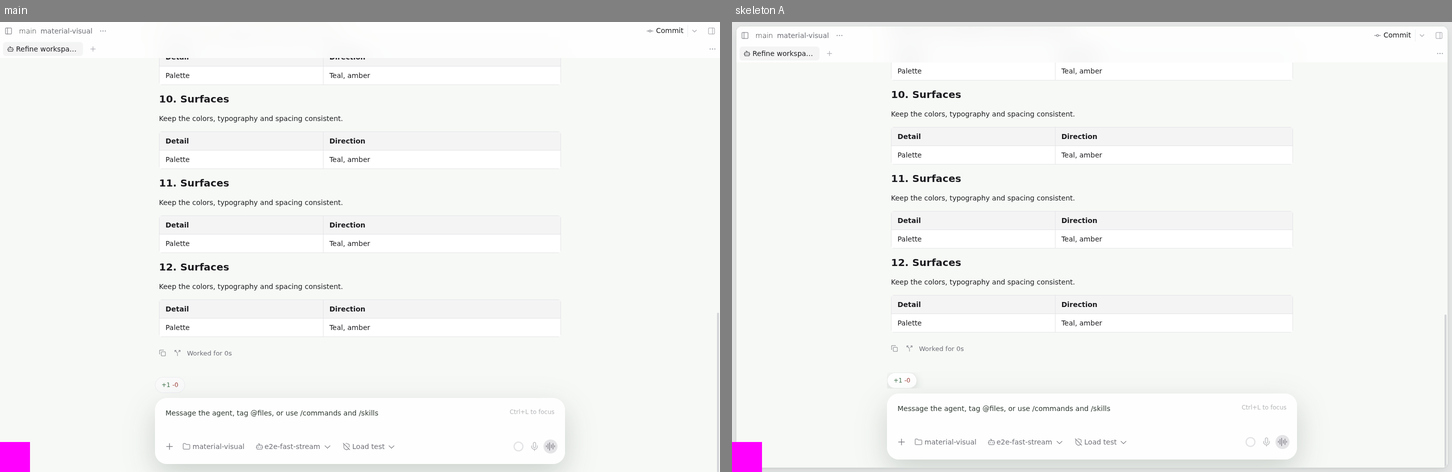 main
main material-visual ...
Commit
Refine workspa... +
Detail Direction
Palette Teal, amber
10. Surfaces
Keep the colors, typography and spacing consistent.
Detail Direction
Palette Teal, amber
11. Surfaces
Keep the colors, typography and spacing consistent.
Detail Direction
Palette Teal, amber
12. Surfaces
Keep the colors, typography and spacing consistent.
Detail Direction
Palette Teal, amber
Worked for 0s
+1 -0
Message the agent, tag @files, or use /commands and /skills
Ctrl+L to focus
+ material-visual e2e-fast-stream Load test
skeleton A
main material-visual ...
Commit
Refine workspa... +
Palette Teal, amber
10. Surfaces
Keep the colors, typography and spacing consistent.
Detail Direction
Palette Teal, amber
11. Surfaces
Keep the colors, typography and spacing consistent.
Detail Direction
Palette Teal, amber
12. Surfaces
Keep the colors, typography and spacing consistent.
Detail Direction
Palette Teal, amber
Worked for 0s
+1 -0
Message the agent, tag @files, or use /commands and /skills
Ctrl+L to focus
+ material-visual e2e-fast-stream Load test